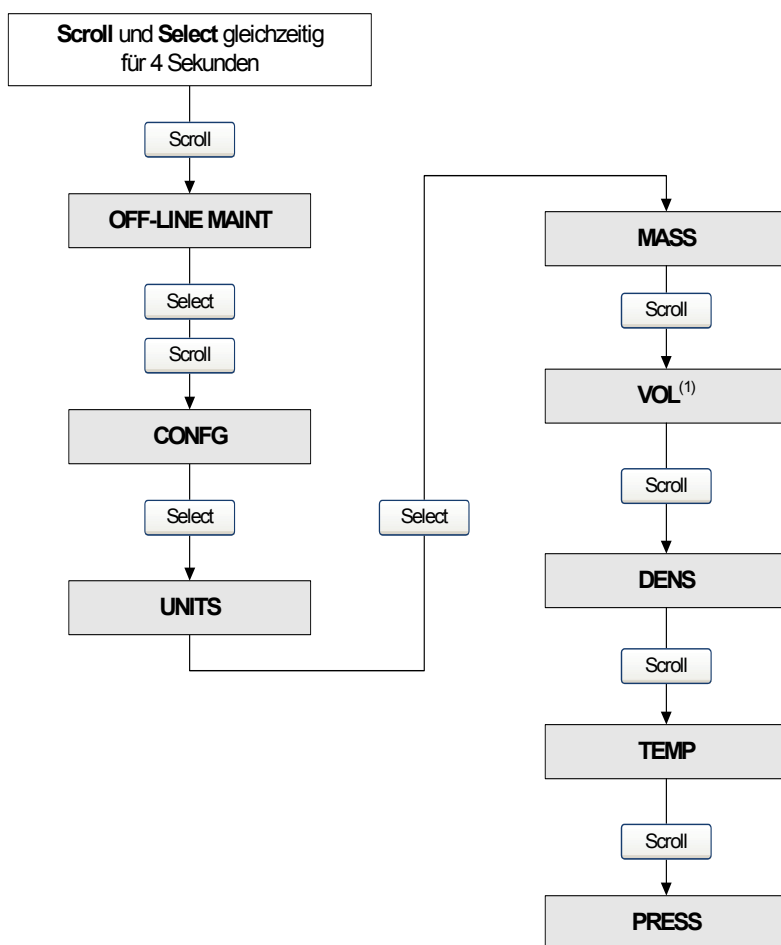 Scroll und Select gleichzeitig
für 4 Sekunden
Scroll
OFF-LINE MAINT
Select
Scroll
CONFG
Select
UNITS
Select
MASS
Scroll
VOL(1)
Scroll
DENS
Scroll
TEMP
Scroll
PRESS